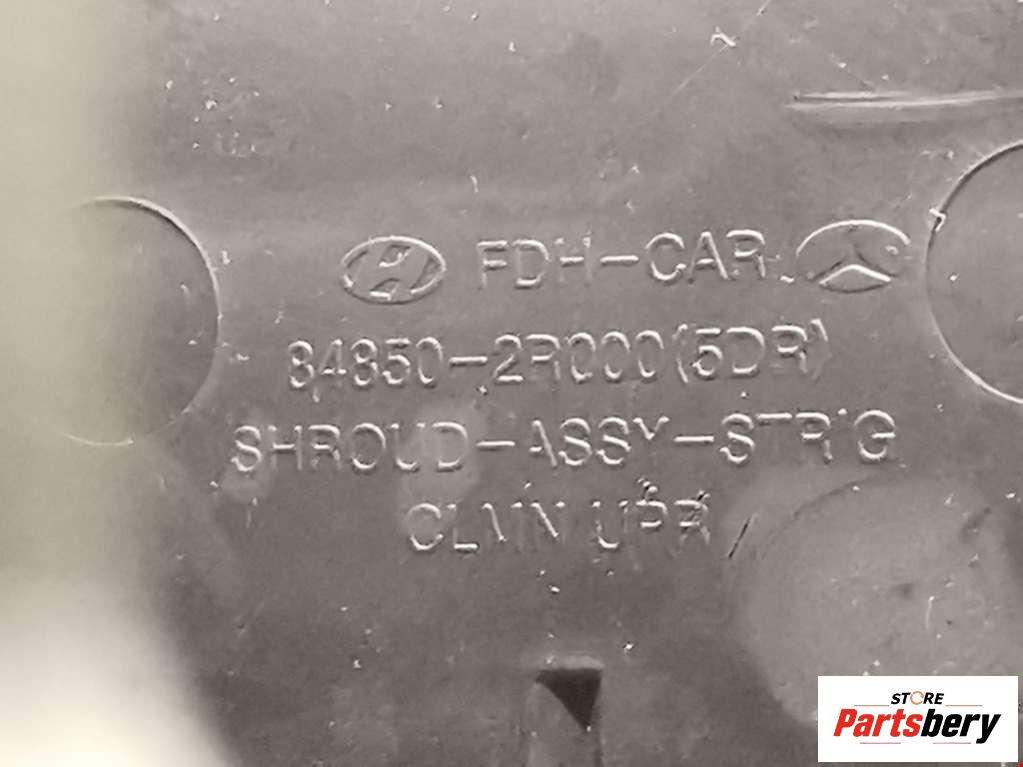 FDH-CAR
84850-2R000(5DR)
SHROUD-ASSY-STR'G
CLMN UPR
STORE
Partsbery